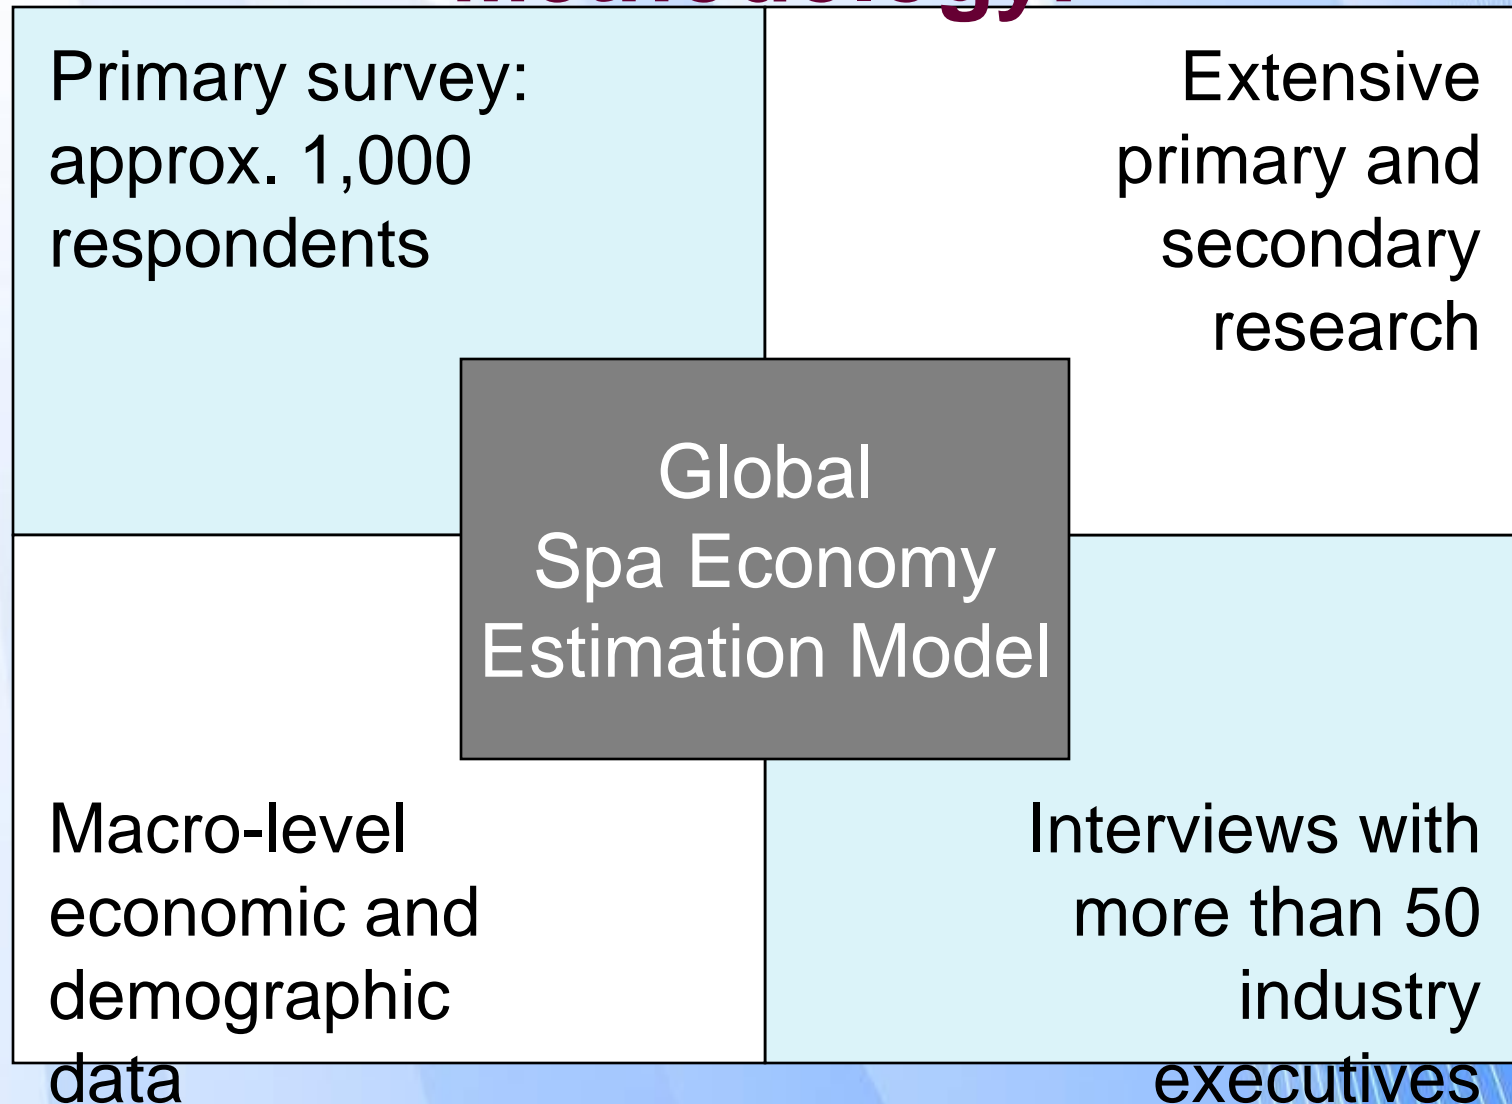 Methodology:
Primary survey:
approx. 1,000
respondents
Extensive
primary and
secondary
research
Global
Spa Economy
Estimation Model
Macro-level
economic and
demographic
data
Interviews with
more than 50
industry
executives